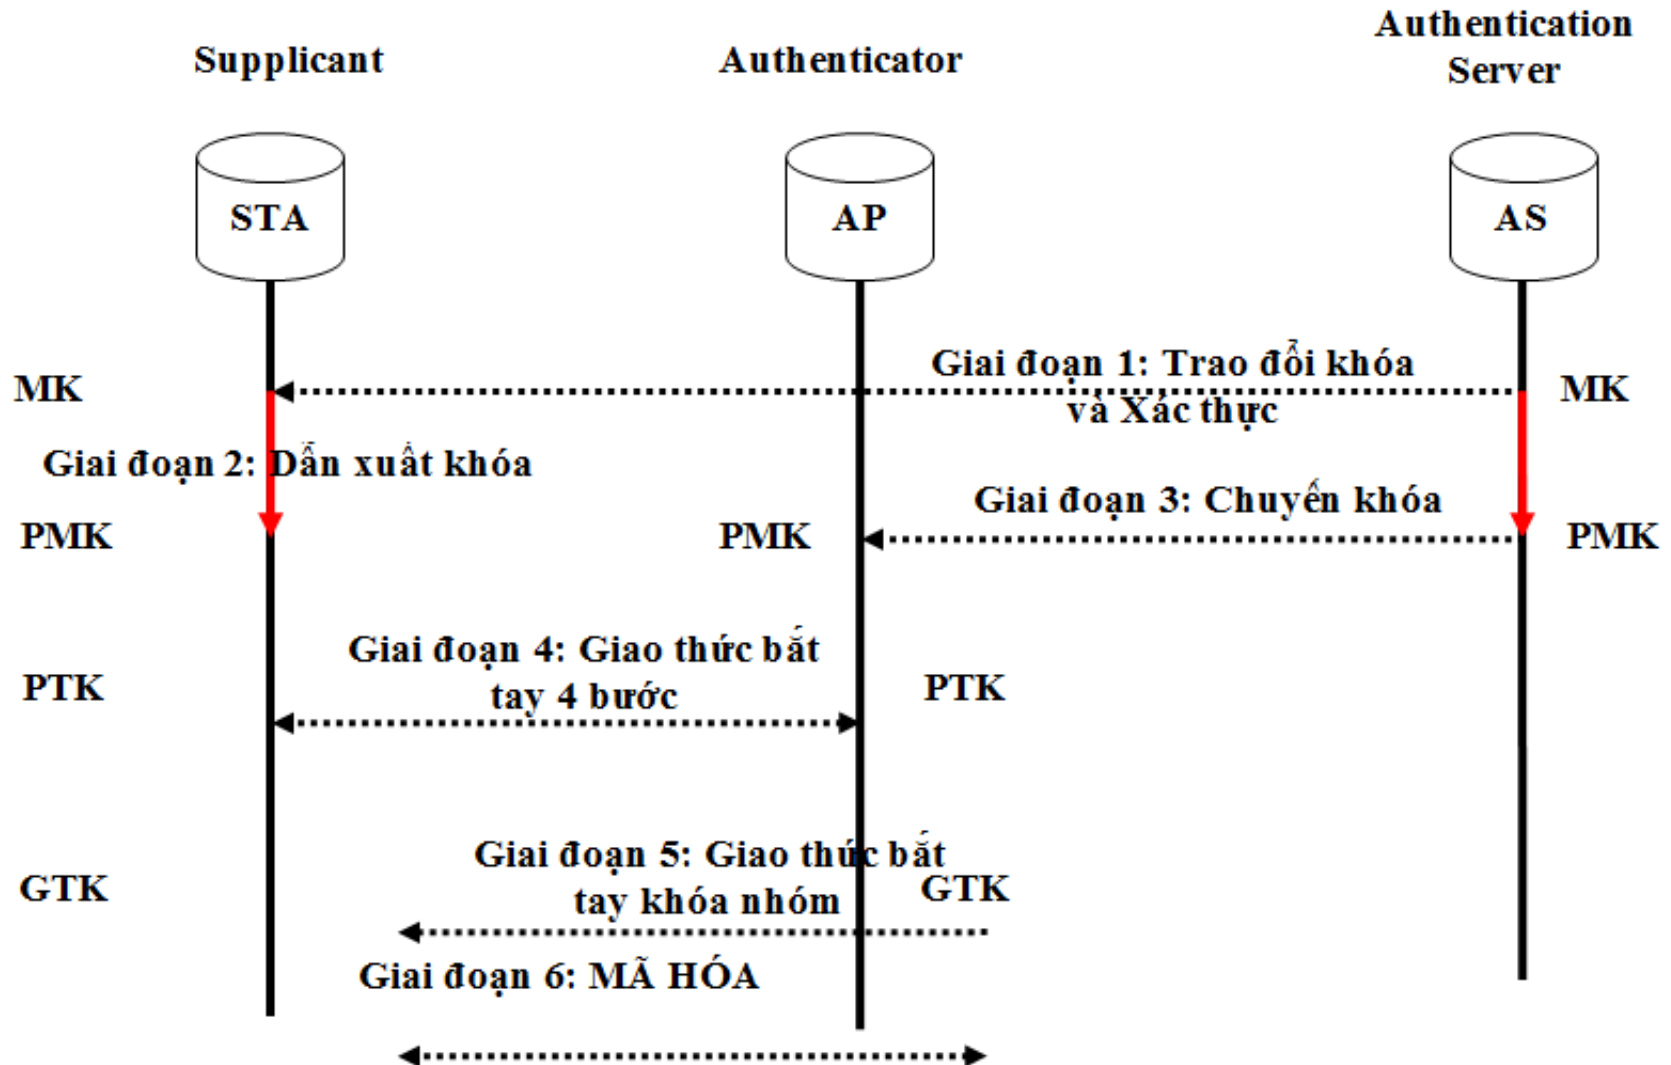 Supplicant
Authenticator
Authentication
Server
STA
AP
AS
Giai đoạn 1: Trao đổi khóa
và Xác thực
MK
MK
Giai đoạn 2: Dẫn xuất khóa
Giai đoạn 3: Chuyển khóa
PMK
PMK
PMK
Giai đoạn 4: Giao thức bắt
tay 4 bước
PTK
PTK
Giai đoạn 5: Giao thức bắt
tay khóa nhóm
GTK
GTK
Giai đoạn 6: MÃ HÓA